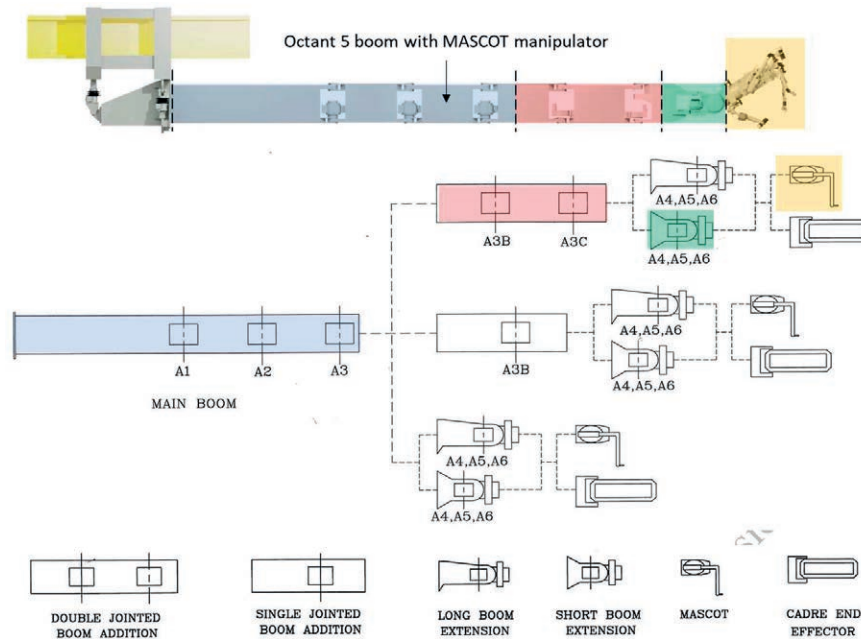 Octant 5 boom with MASCOT manipulator
A4,A5,A6
A3B A3C
A4,A5,A6
A4,A5,A6
A1 A2 A3
A3B
A4,A5,A6
MAIN BOOM
A4,A5,A6
A4,A5,A6
DOUBLE JOINTED
BOOM ADDITION
SINGLE JOINTED
BOOM ADDITION
LONG BOOM
EXTENSION
SHORT BOOM
EXTENSION
MASCOT
CADRE END
EFFECTOR